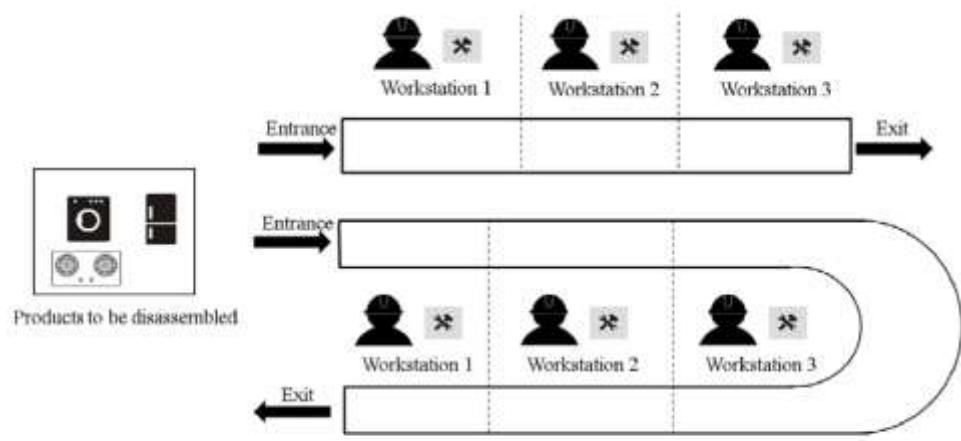 Workstation 1
Workstation 2
Workstation 3
Entrance
Exit
Products to be disassembled
Entrance
Workstation 1
Workstation 2
Workstation 3
Exit